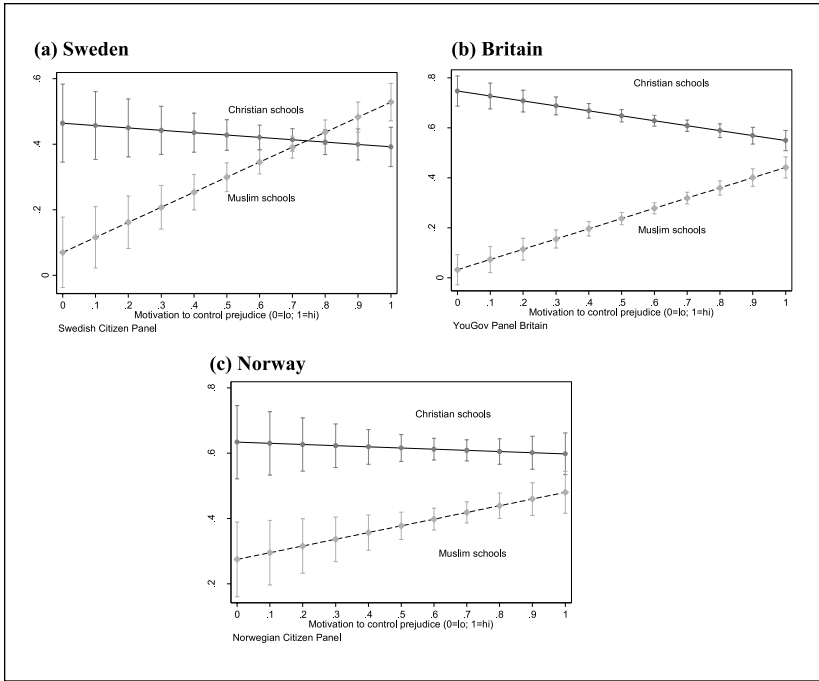 (a) Sweden
.6
.4
.2
0
Christian schools
Muslim schools
0 .1 .2 .3 .4 .5 .6 .7 .8 .9 1
Motivation to control prejudice (0=lo; 1=hi)
Swedish Citizen Panel
(b) Britain
.8
.6
.4
.2
0
Christian schools
Muslim schools
0 .1 .2 .3 .4 .5 .6 .7 .8 .9 1
Motivation to control prejudice (0=lo; 1=hi)
YouGov Panel Britain
(c) Norway
.8
.6
.4
.2
Christian schools
Muslim schools
0 .1 .2 .3 .4 .5 .6 .7 .8 .9 1
Motivation to control prejudice (0=lo; 1=hi)
Norwegian Citizen Panel